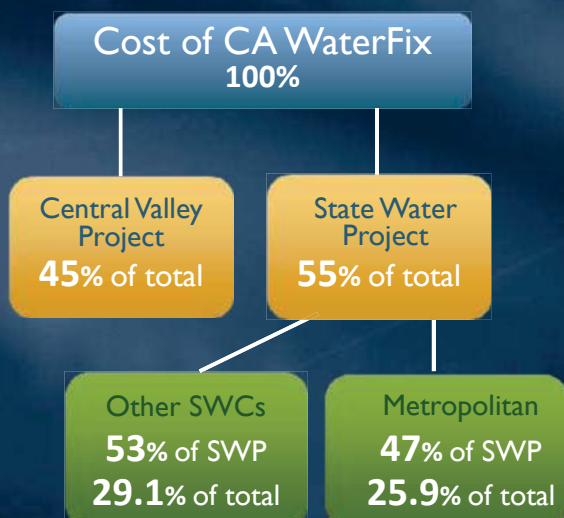 Cost of CA WaterFix
100%
Central Valley
Project
45% of total
State Water
Project
55% of total
Other SWCs
53% of SWP
29.1% of total
Metropolitan
47% of SWP
25.9% of total